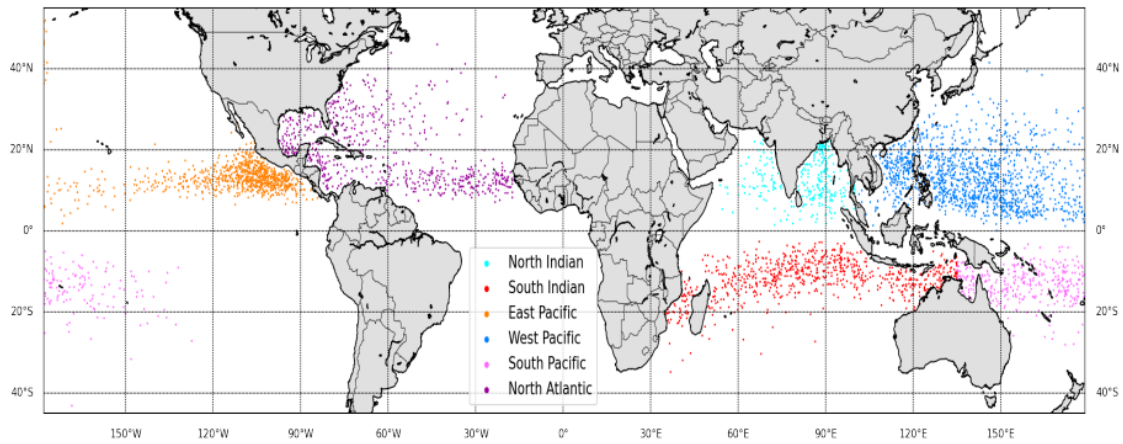 40°N 40°N
20°N 20°N
0° 0°
North Indian
South Indian
East Pacific
West Pacific
South Pacific
North Atlantic
20°S 20°S
40°S 40°S
150°W 120°W 90°W 60°W 30°W 0° 30°E 60°E 90°E 120°E 150°E